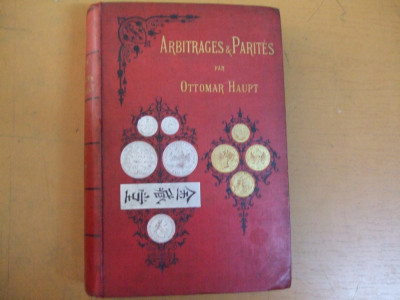 ARBITRAGES & PARITÉS
PAR
OTTOMAR HAUPT